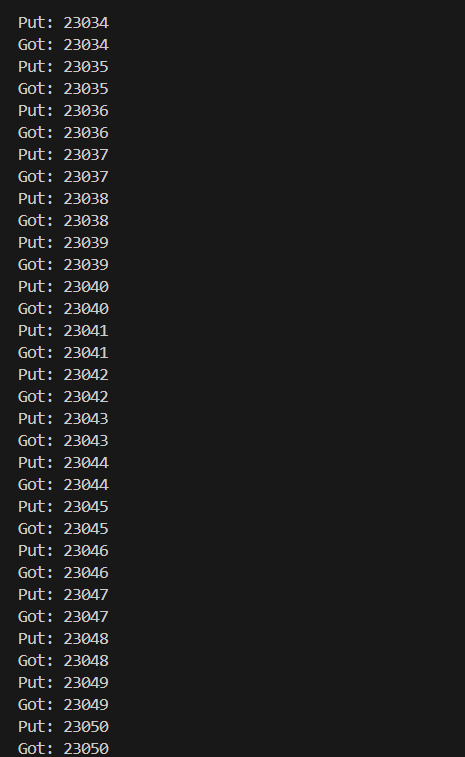 Put: 23034
Got: 23034
Put: 23035
Got: 23035
Put: 23036
Got: 23036
Put: 23037
Got: 23037
Put: 23038
Got: 23038
Put: 23039
Got: 23039
Put: 23040
Got: 23040
Put: 23041
Got: 23041
Put: 23042
Got: 23042
Put: 23043
Got: 23043
Put: 23044
Got: 23044
Put: 23045
Got: 23045
Put: 23046
Got: 23046
Put: 23047
Got: 23047
Put: 23048
Got: 23048
Put: 23049
Got: 23049
Put: 23050
Got: 23050